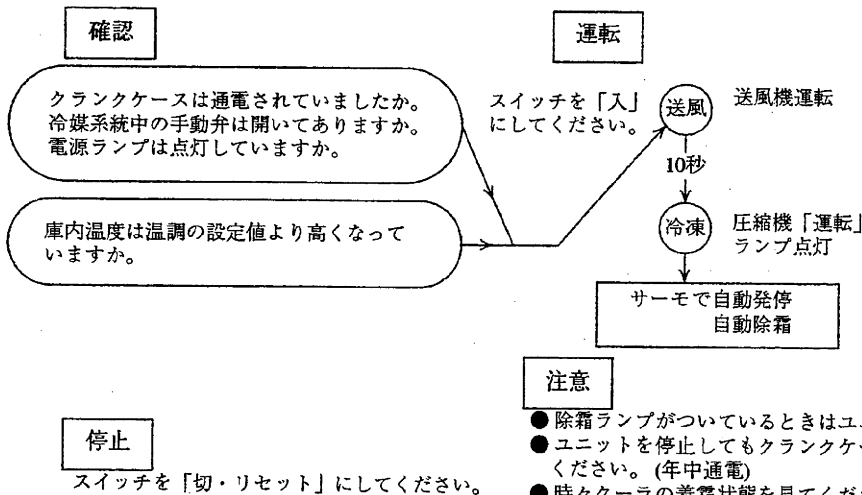 確認
クランクケースは通電されていましたか。
冷媒系統中の手動弁は開いてありますか。
電源ランプは点灯していますか。
庫内温度は温調の設定値より高くなって
いますか。
運転
スイッチを「入」
にしてください。
送風
送風機運転
10秒
冷凍
圧縮機「運転」
ランプ点灯
サーモで自動発停
自動除霜
停止
スイッチを「切・リセット」にしてください。
注意
●除霜ランプがついているときはユ
●ユニットを停止してもクランクケ
ください。(年中通電)
●時々クーラの着霜状態を見てくだ